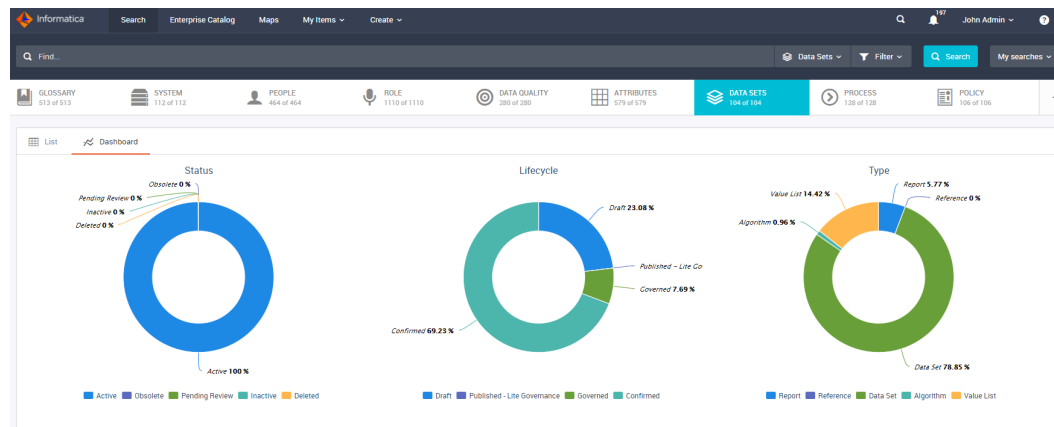 Informatica Search Enterprise Catalog Maps My Items Create 197 John Admin ?
Find... Data Sets Filter Search My searches
GLOSSARY SYSTEM PEOPLE ROLE DATA QUALITY ATTRIBUTES DATA SETS PROCESS POLICY
513 of 513 112 of 112 464 of 464 1110 of 1110 280 of 280 579 of 579 104 of 104 128 of 128 106 of 106
List Dashboard
Status
Obsolete 0 %
Pending Review 0 %
Inactive 0 %
Deleted 0 %
Active 100 %
Active Obsolete Pending Review Inactive Deleted
Lifecycle
Draft 23.08 %
Published – Lite Go
Governed 7.69 %
Confirmed 69.23 %
Draft Published - Lite Governance Governed Confirmed
Type
Report 5.77 %
Value List 14.42 %
Reference 0 %
Algorithm 0.96 %
Data Set 78.85 %
Report Reference Data Set Algorithm Value List